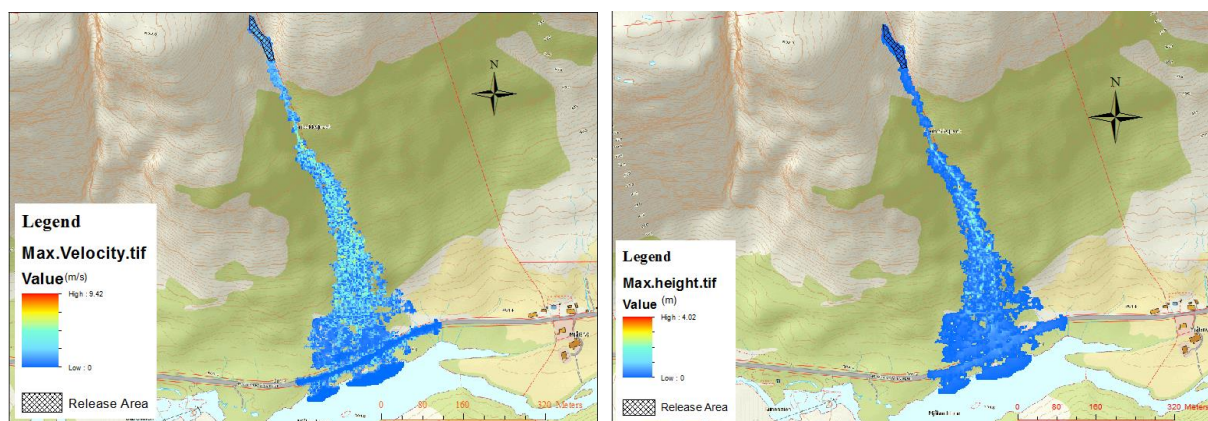 N
Legend
Max.Velocity.tif
Value (m/s)
High : 9.42
Low : 0
Release Area
0 80 160 320 Meters
N
Legend
Max.height.tif
Value (m)
High : 4.02
Low : 0
Release Area
0 80 160 320 Meters